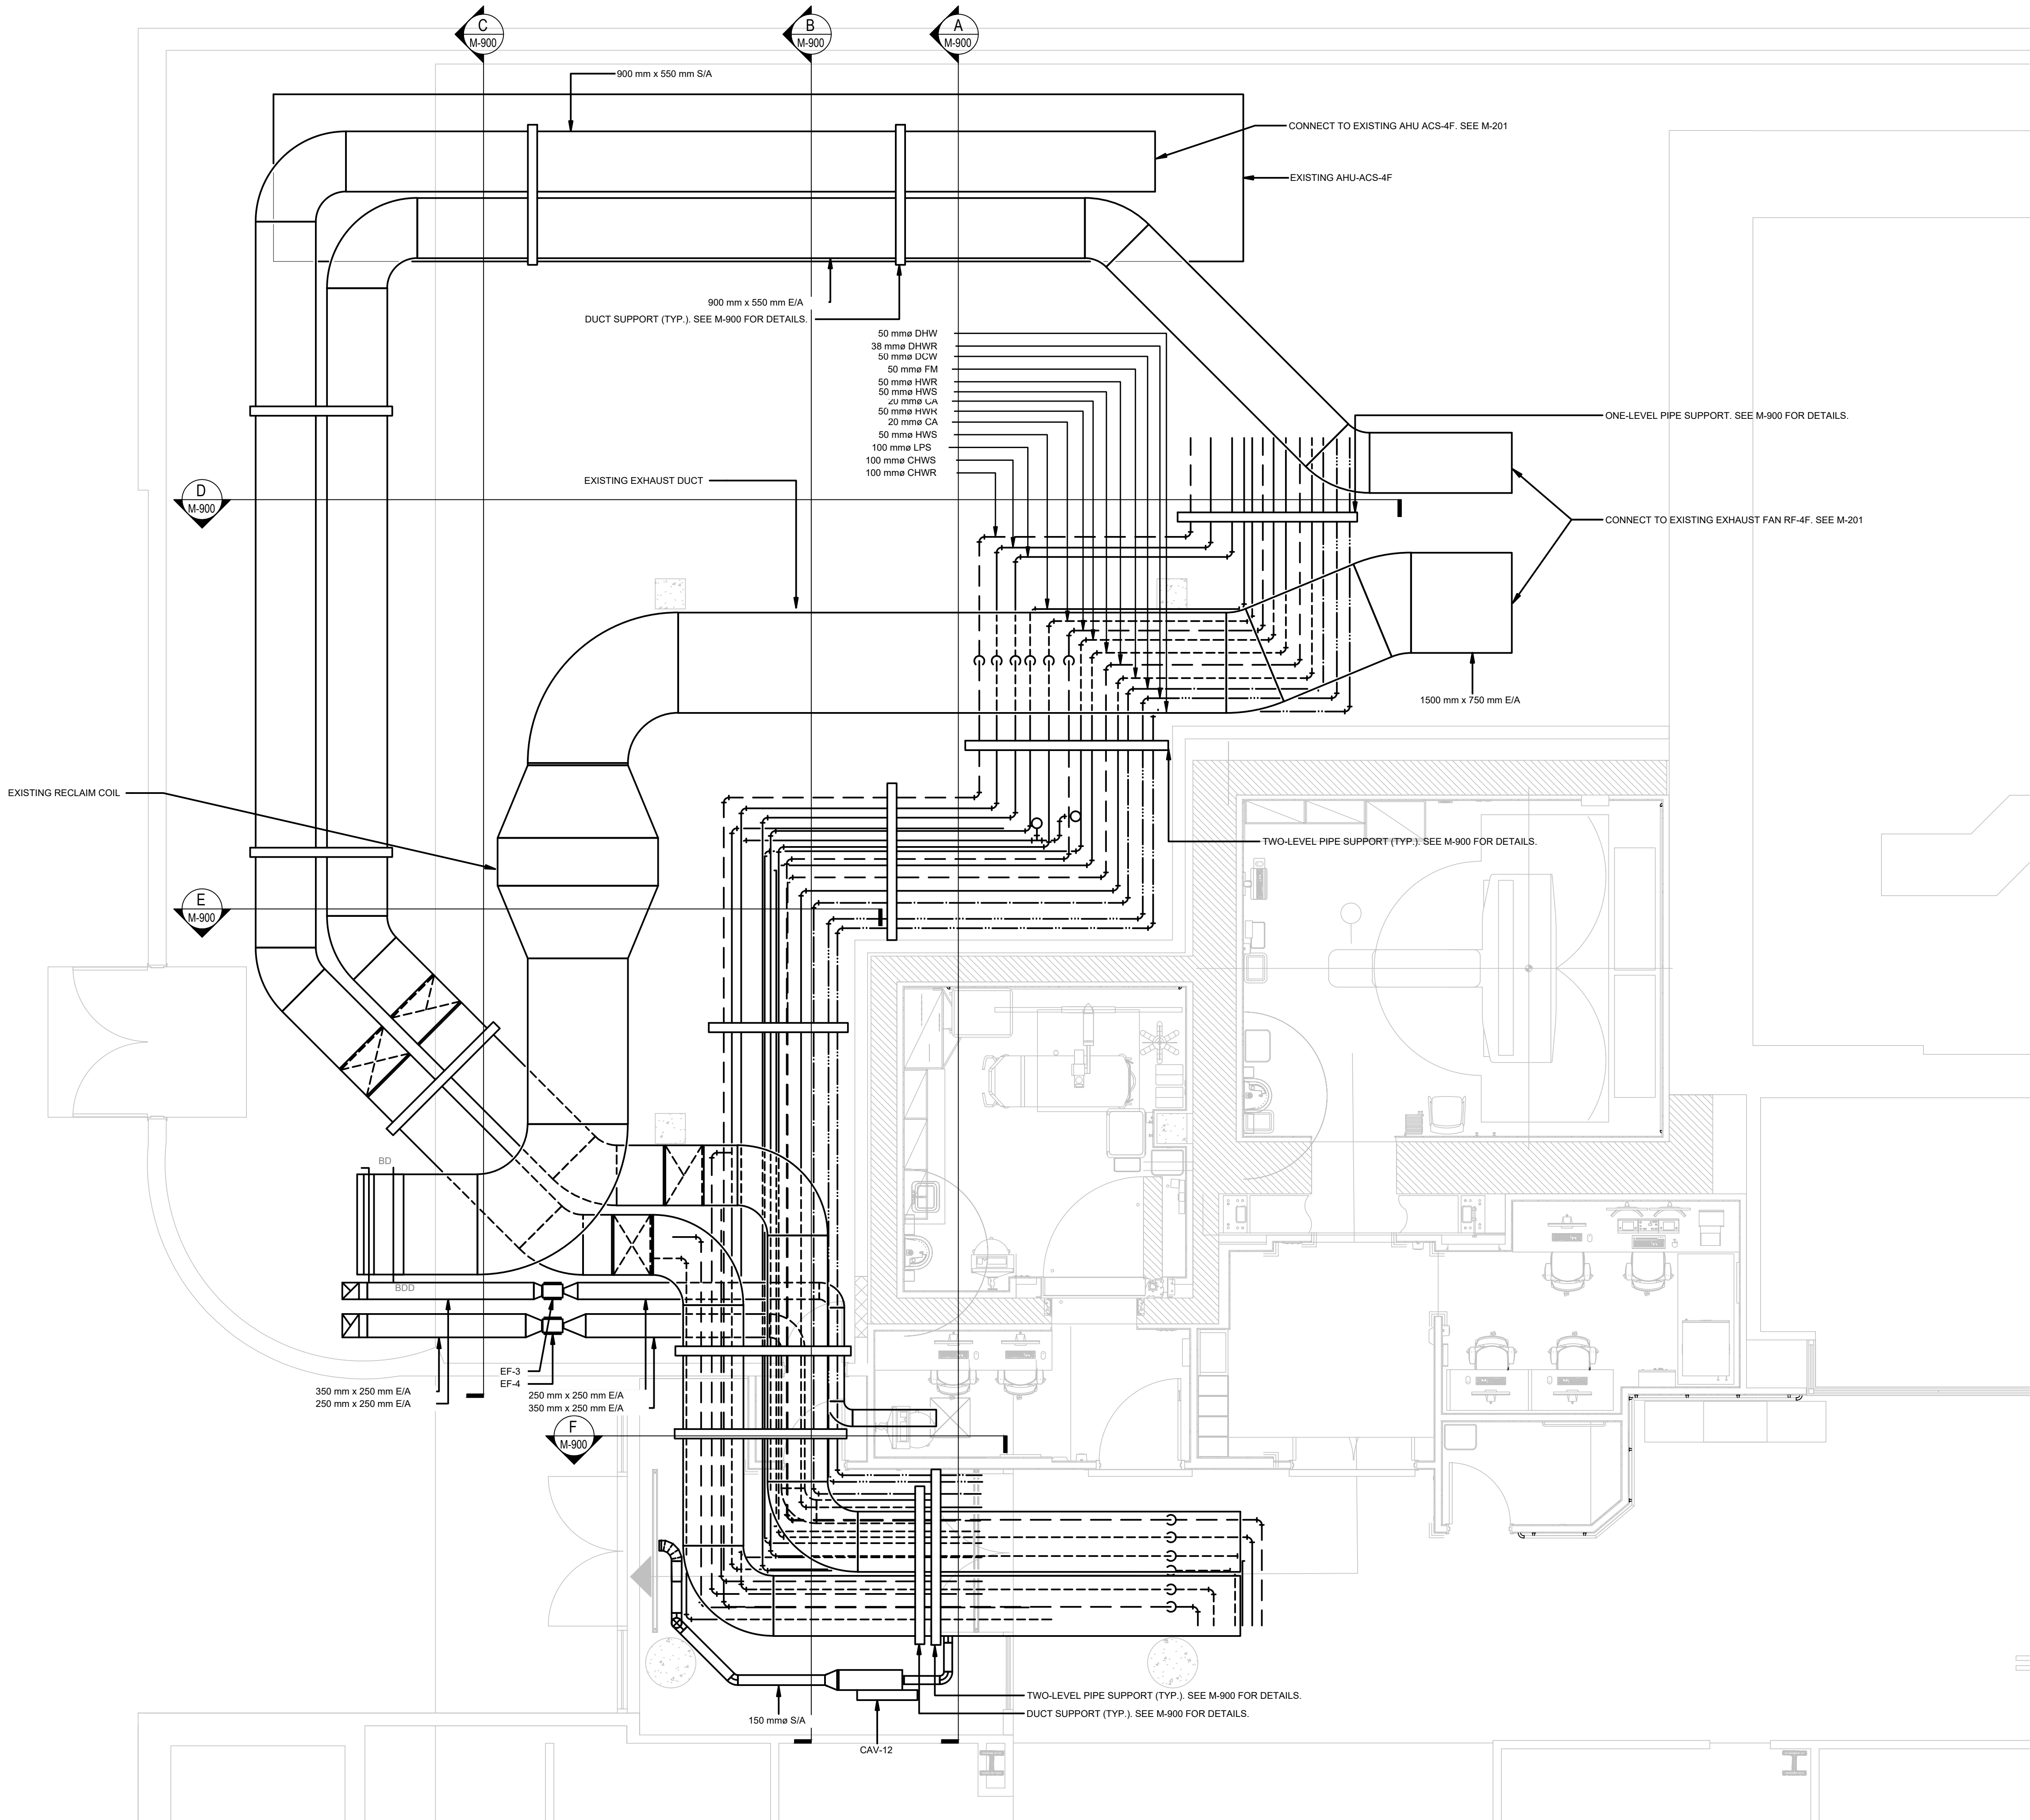 C
M-900
B
M-900
A
M-900
900 mm x 550 mm S/A
CONNECT TO EXISTING AHU ACS-4F. SEE M-201
EXISTING AHU-ACS-4F
900 mm x 550 mm E/A
DUCT SUPPORT (TYP.). SEE M-900 FOR DETAILS.
50 mmø DHW
38 mmø DHWR
50 mmø DCW
50 mmø FM
50 mmø HWR
50 mmø HWS
20 mmø CA
50 mmø HWR
20 mmø CA
50 mmø HWS
100 mmø LPS
100 mmø CHWS
100 mmø CHWR
ONE-LEVEL PIPE SUPPORT. SEE M-900 FOR DETAILS.
EXISTING EXHAUST DUCT
D
M-900
CONNECT TO EXISTING EXHAUST FAN RF-4F. SEE M-201
1500 mm x 750 mm E/A
EXISTING RECLAIM COIL
TWO-LEVEL PIPE SUPPORT (TYP.). SEE M-900 FOR DETAILS.
E
M-900
BD
BDD
EF-3
EF-4
350 mm x 250 mm E/A
250 mm x 250 mm E/A
250 mm x 250 mm E/A
350 mm x 250 mm E/A
F
M-900
TWO-LEVEL PIPE SUPPORT (TYP.). SEE M-900 FOR DETAILS.
DUCT SUPPORT (TYP.). SEE M-900 FOR DETAILS.
150 mmø S/A
CAV-12